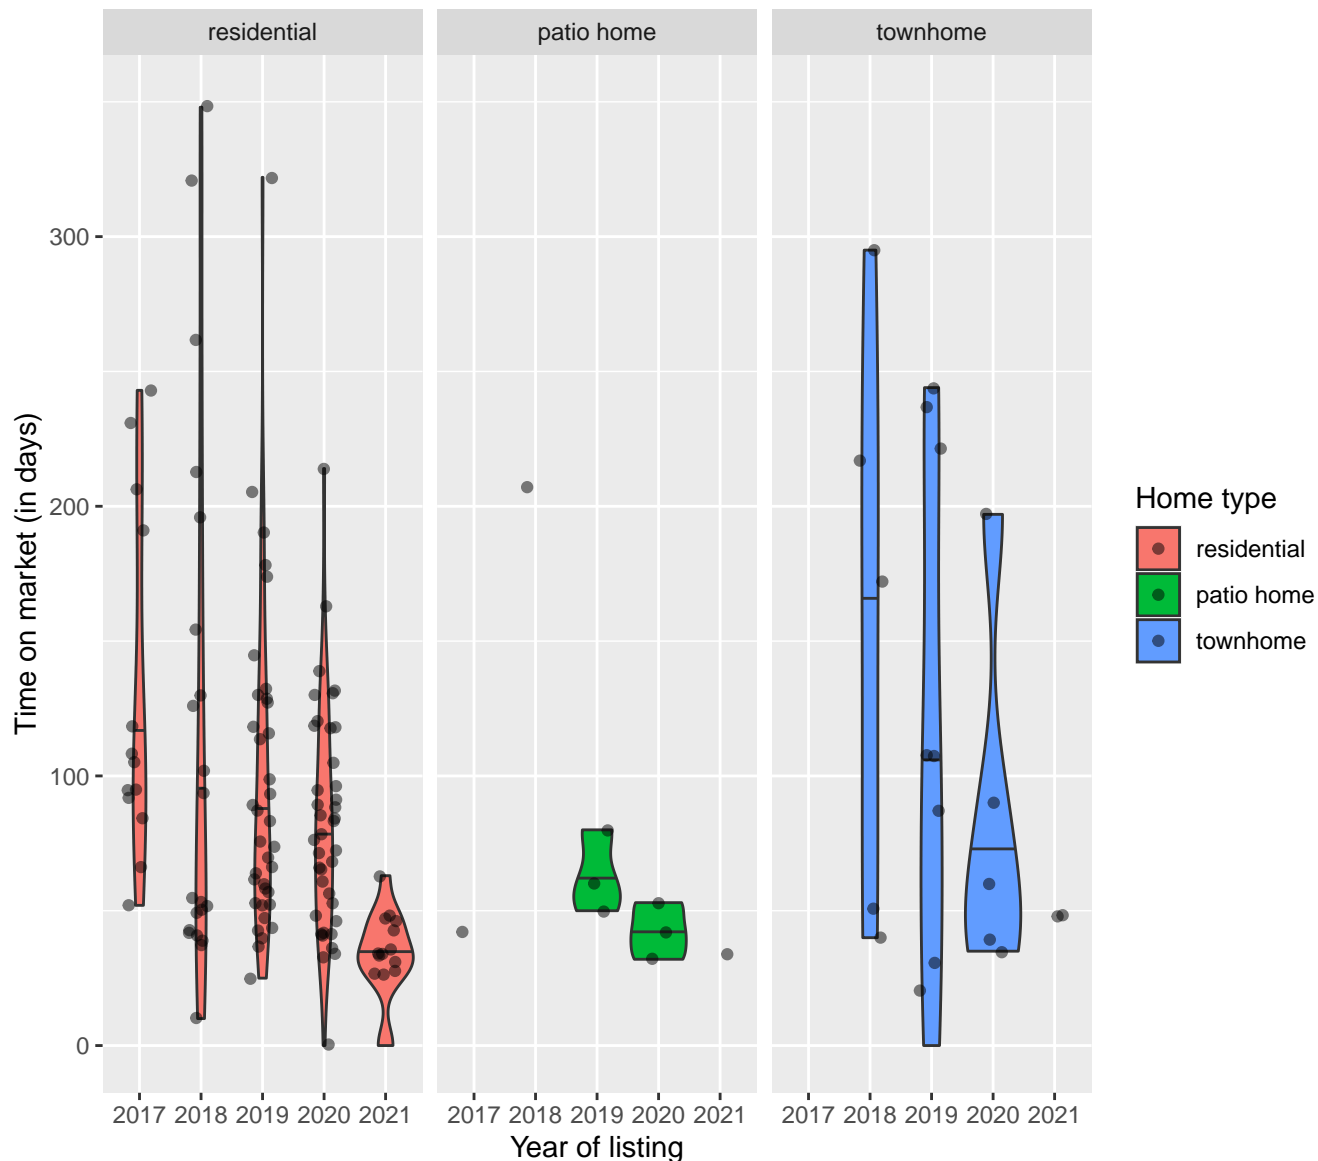 residential patio home townhome
300
200
100
0
Time on market (in days)
2017 2018 2019 2020 2021 2017 2018 2019 2020 2021 2017 2018 2019 2020 2021
Year of listing
Home type
residential
patio home
townhome